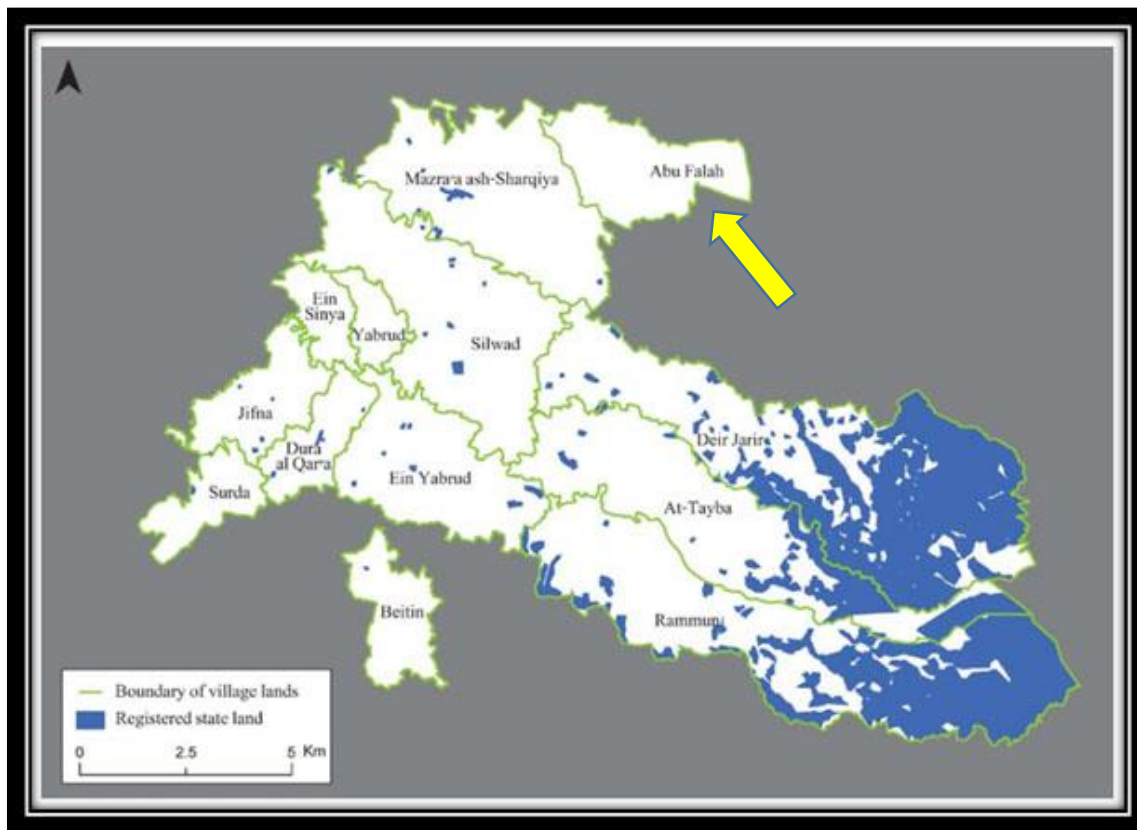 Abu Falah
Mazra'a ash-Sharqiya
Ein
Sinya
Yabrud
Silwad
Jifna
Deir Jarir
Dura
al Qar'a
Ein Yabrud
Surda
At-Tayba
Beitin
Rammun
Boundary of village lands
Registered state land
0 2.5 5 Km